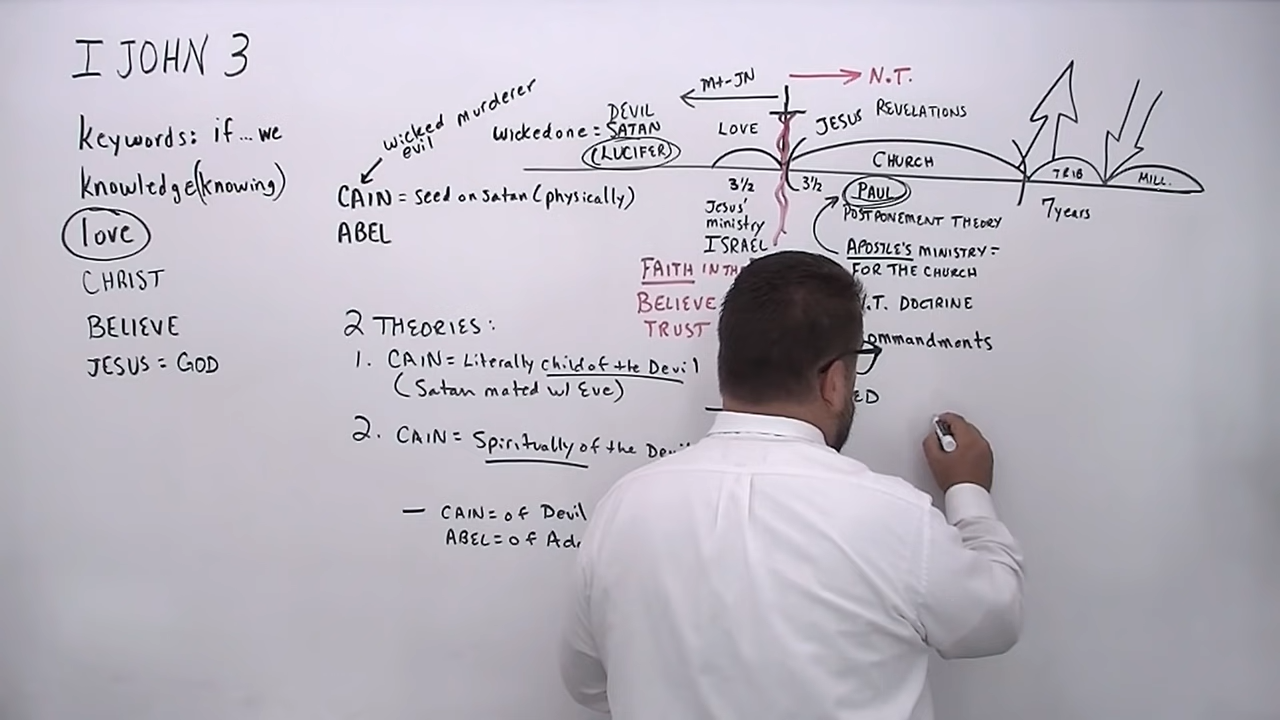 I JOHN 3
Keywords: if... we
Knowledge (knowing)
love
CHRIST
BELIEVE
JESUS = GOD
wicked murderer
evil
CAIN = seed on satan (physically)
ABEL
2 THEORIES:
1. CAIN = Literally child of the Devil
(Satan mated w/ Eve)
2. CAIN = Spiritually of the
— CAIN = of Devil
ABEL = of
Mt-JN
N.T.
DEVIL
Wicked one = SATAN
(LUCIFER)
LOVE
JESUS REVELATIONS
CHURCH
TRIB
MILL.
3½
3½
PAUL
7 years
Jesus'
ministry
ISRAEL
POSTPONEMENT THEORY
APOSTLE'S MINISTRY =
FOR THE CHURCH
FAITH IN
BELIEVE
TRUST
.T. DOCTRINE
ommandments
ED